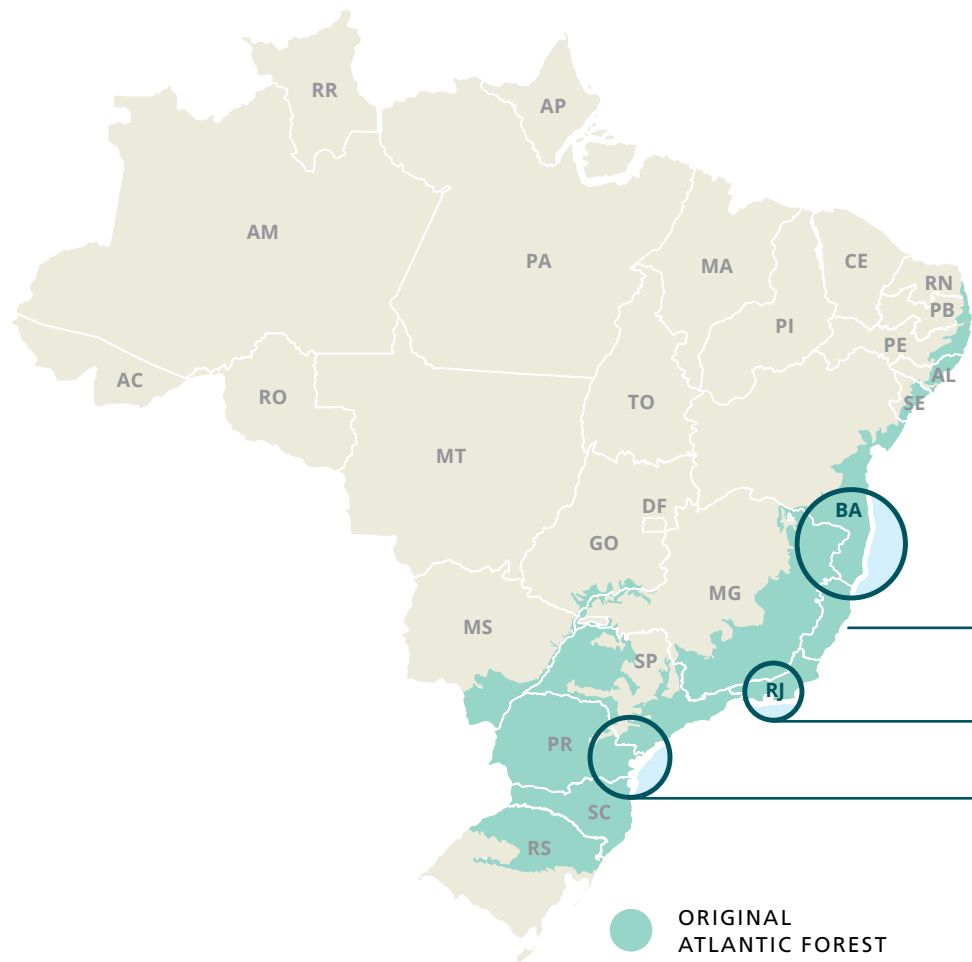 RR
AP
AM
PA
MA
CE
RN
PB
PI
PE
AC
RO
TO
AL
SE
MT
DF
BA
GO
MG
MS
SP
RJ
PR
SC
RS
ORIGINAL
ATLANTIC FOREST